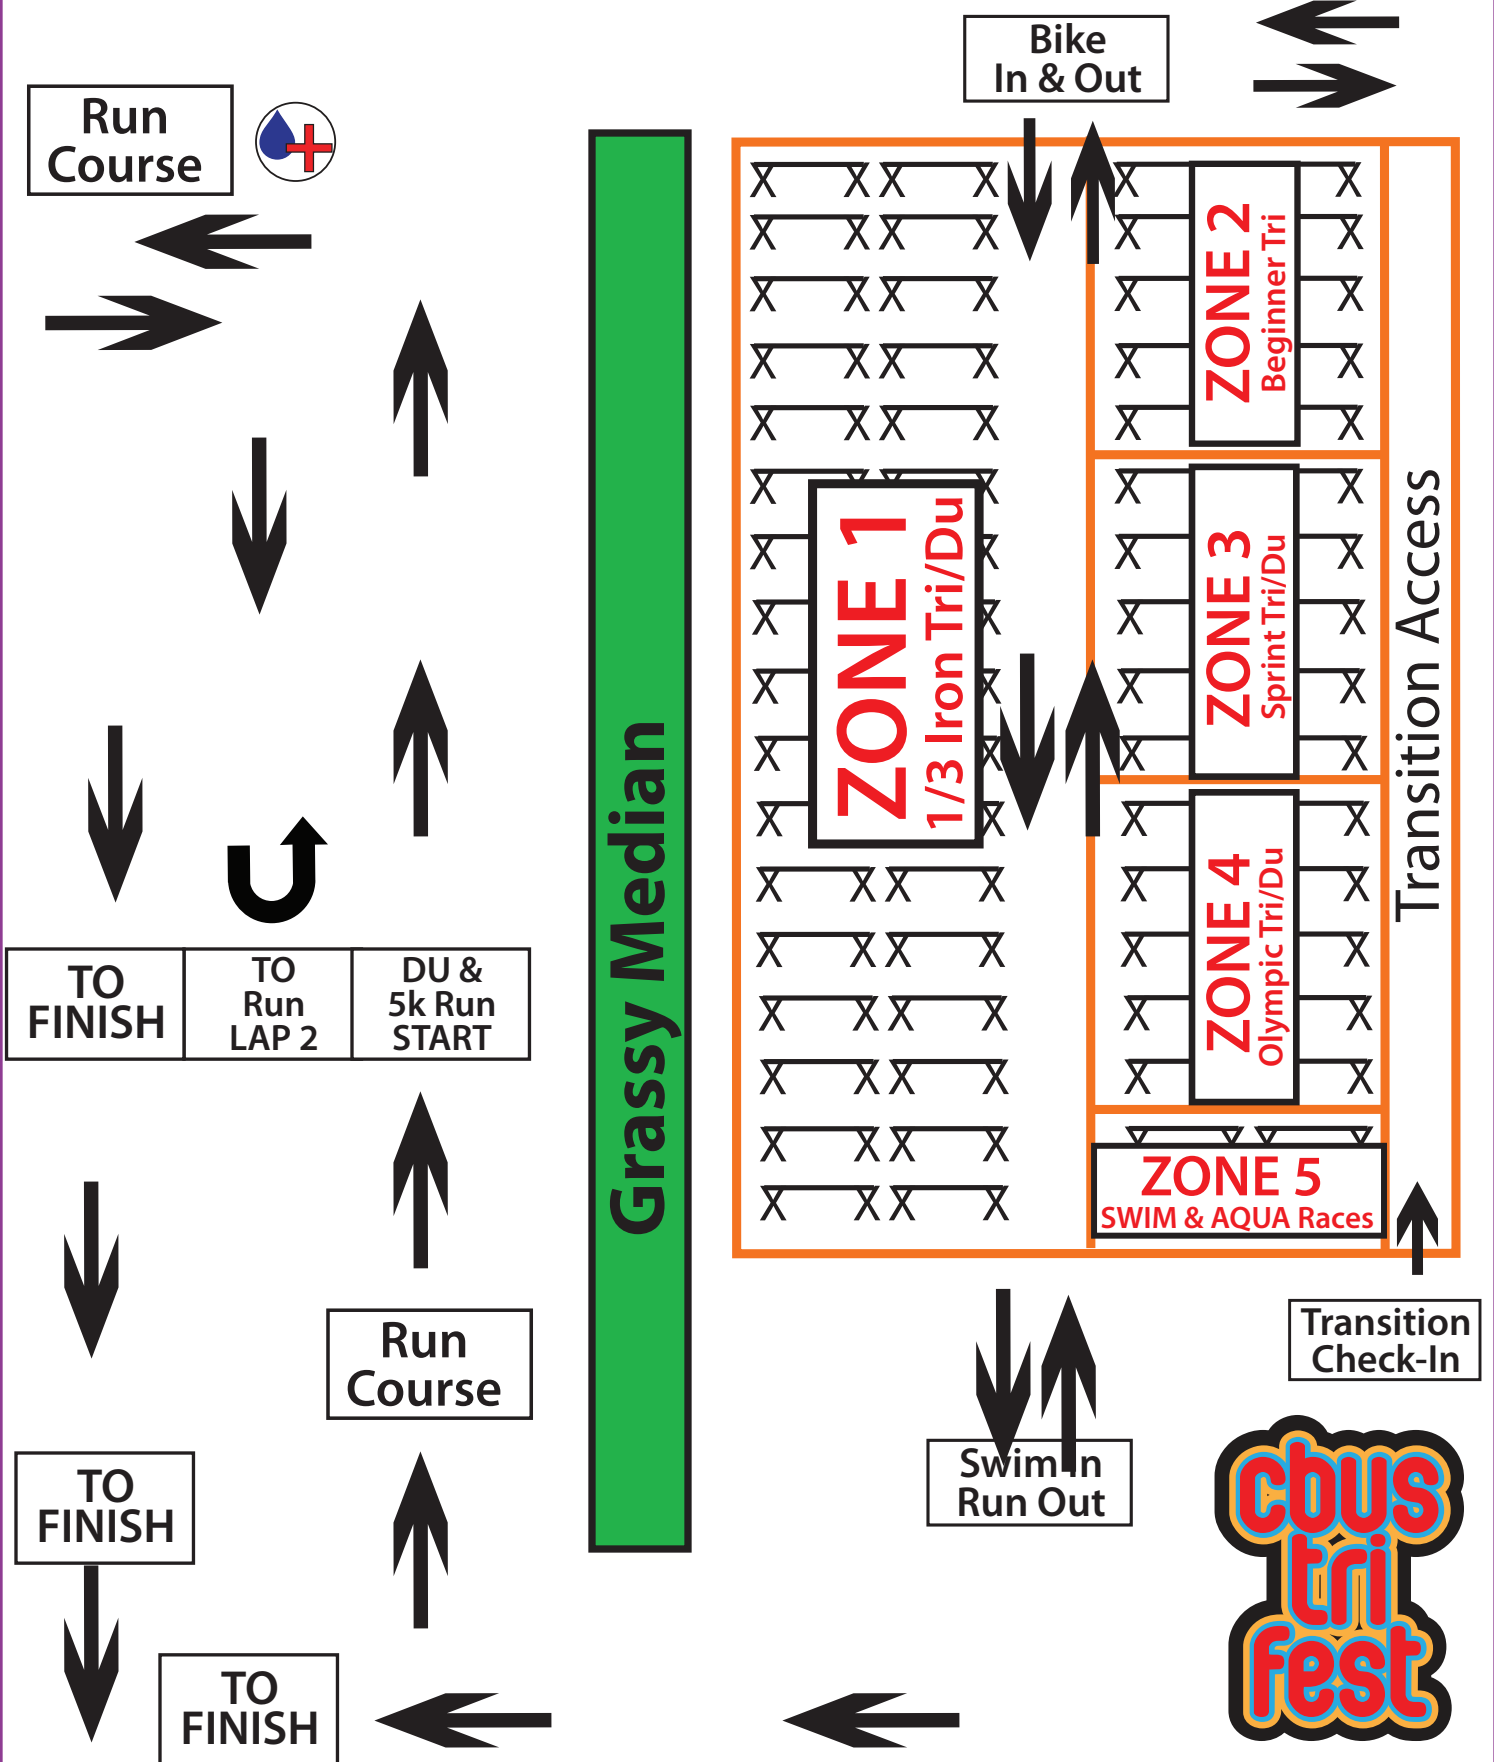 Bike
In & Out
Run
Course
ZONE 2
Beginner Tri
ZONE 1
1/3 Iron Tri/Du
ZONE 3
Sprint Tri/Du
Transition Access
Grassy Median
ZONE 4
Olympic Tri/Du
TO
FINISH
TO
Run
LAP 2
DU &
5k Run
START
ZONE 5
SWIM & AQUA Races
Run
Course
Transition
Check-In
Swim In
Run Out
TO
FINISH
cbus
tri
fest
TO
FINISH